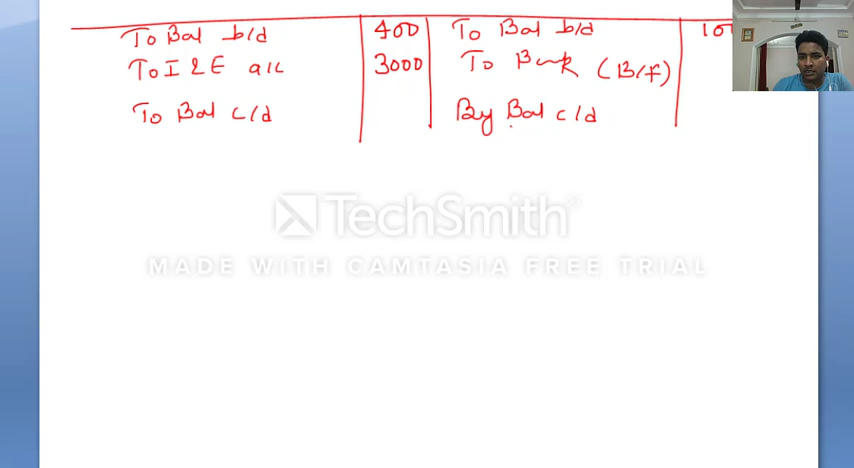 To Bal b/d 400 To Bal b/d
To I & E a/c 3000 To Bank (B/f)
To Bal c/d By Bal c/d
TechSmith
MADE WITH CAMTASIA FREE TRIAL